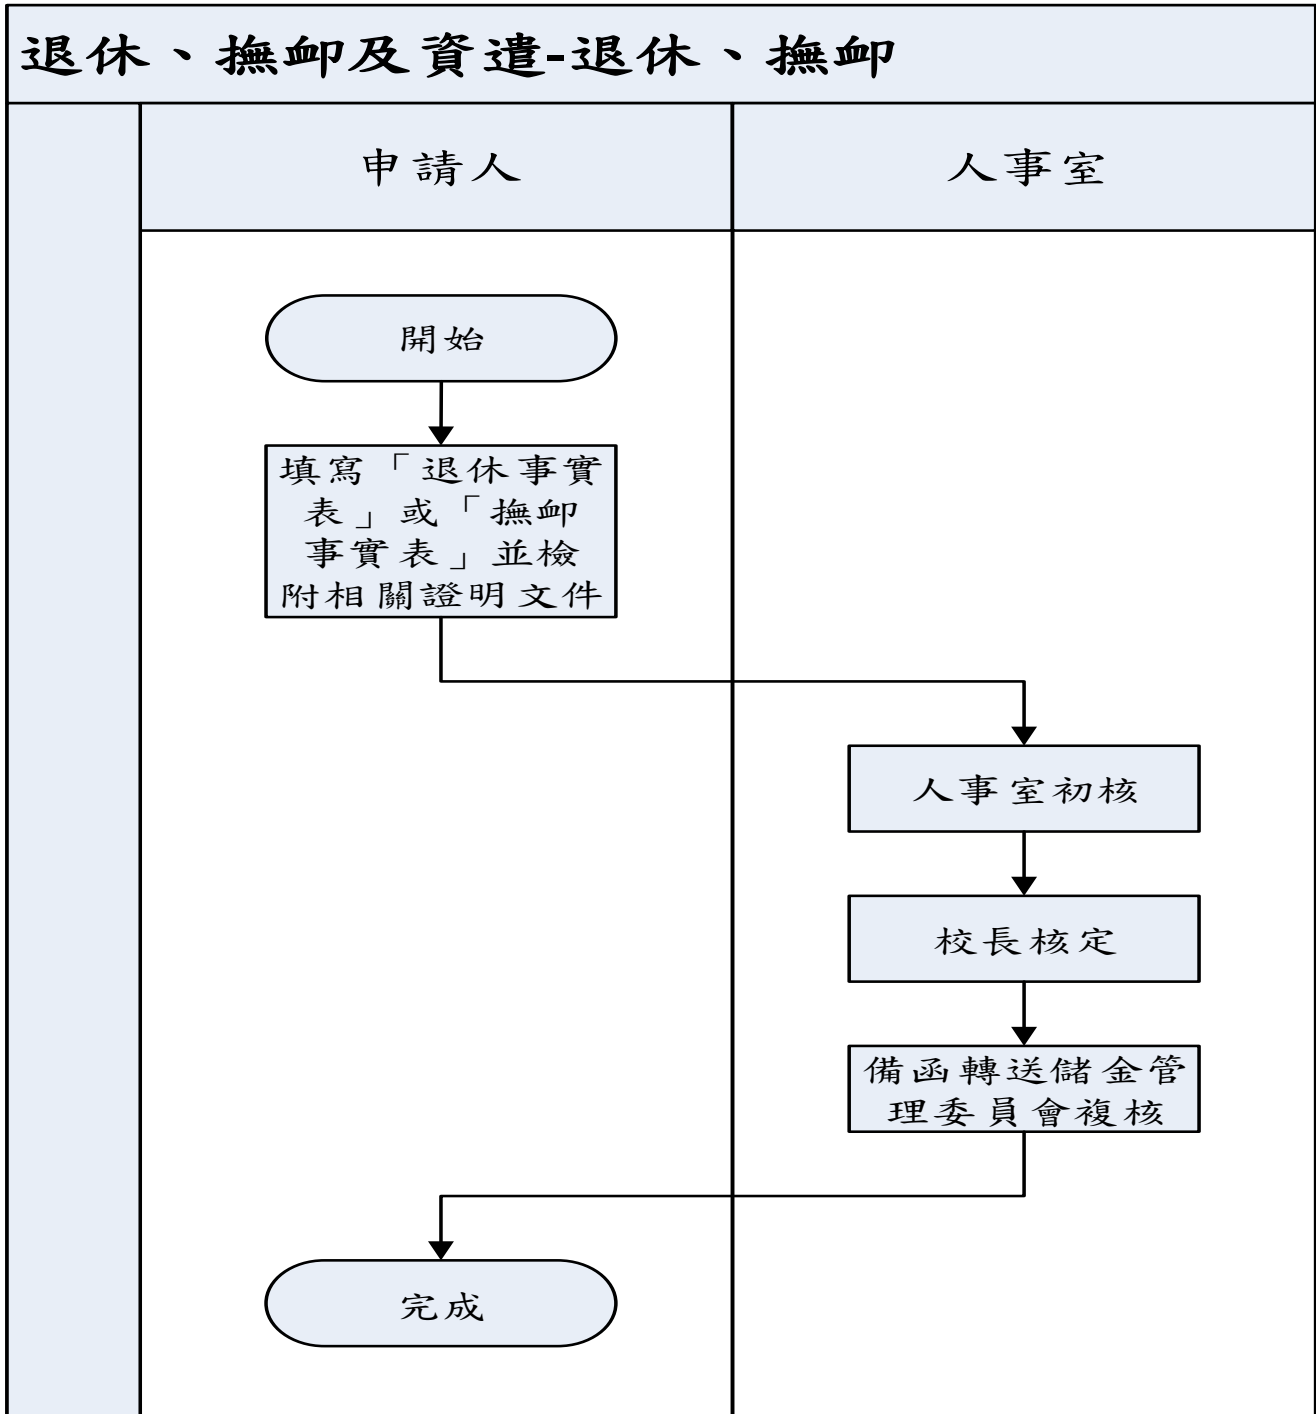 退休、撫卹及資遣-退休、撫卹
申請人
人事室
開始
填寫「退休事實
表」或「撫卹
事實表」並檢
附相關證明文件
人事室初核
校長核定
備函轉送儲金管
理委員會複核
完成